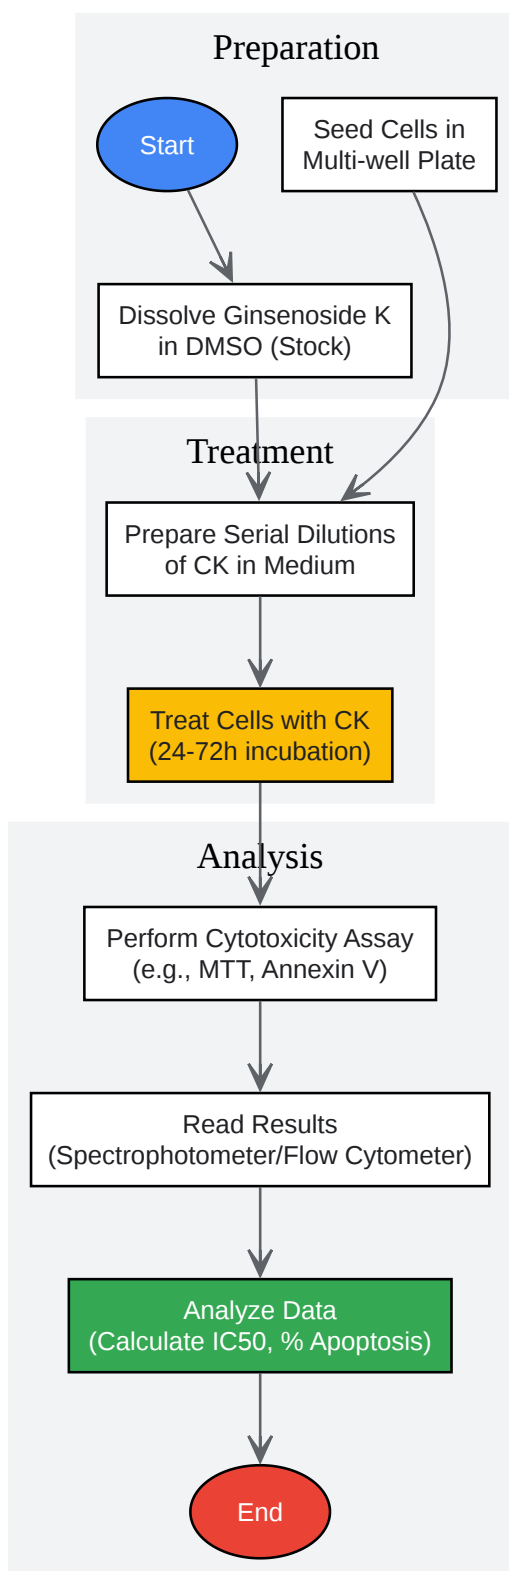 Preparation
Start
Seed Cells in
Multi-well Plate
Dissolve Ginsenoside K
in DMSO (Stock)
Treatment
Prepare Serial Dilutions
of CK in Medium
Treat Cells with CK
(24-72h incubation)
Analysis
Perform Cytotoxicity Assay
(e.g., MTT, Annexin V)
Read Results
(Spectrophotometer/Flow Cytometer)
Analyze Data
(Calculate IC50, % Apoptosis)
End